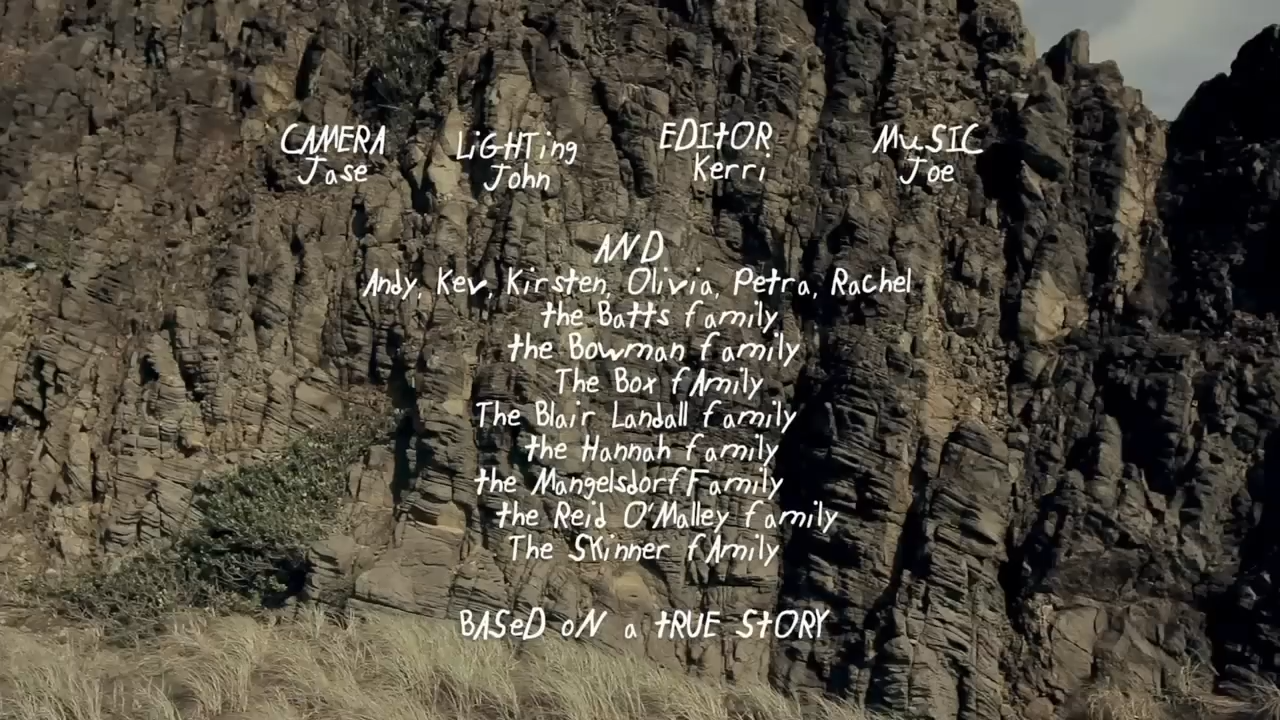 CAMERA LiGHTing EDItOR MuSIC
Jase John Kerri Joe
AND
Andy, Kev, Kirsten, Olivia, Petra, Rachel
the Batts family
the Bowman family
The Box fAmily
The Blair Landall family
the Hannah family
the Mangelsdorf Family
the Reid O'Malley family
The SKinner fAmily
BASeD oN a tRUE StORY